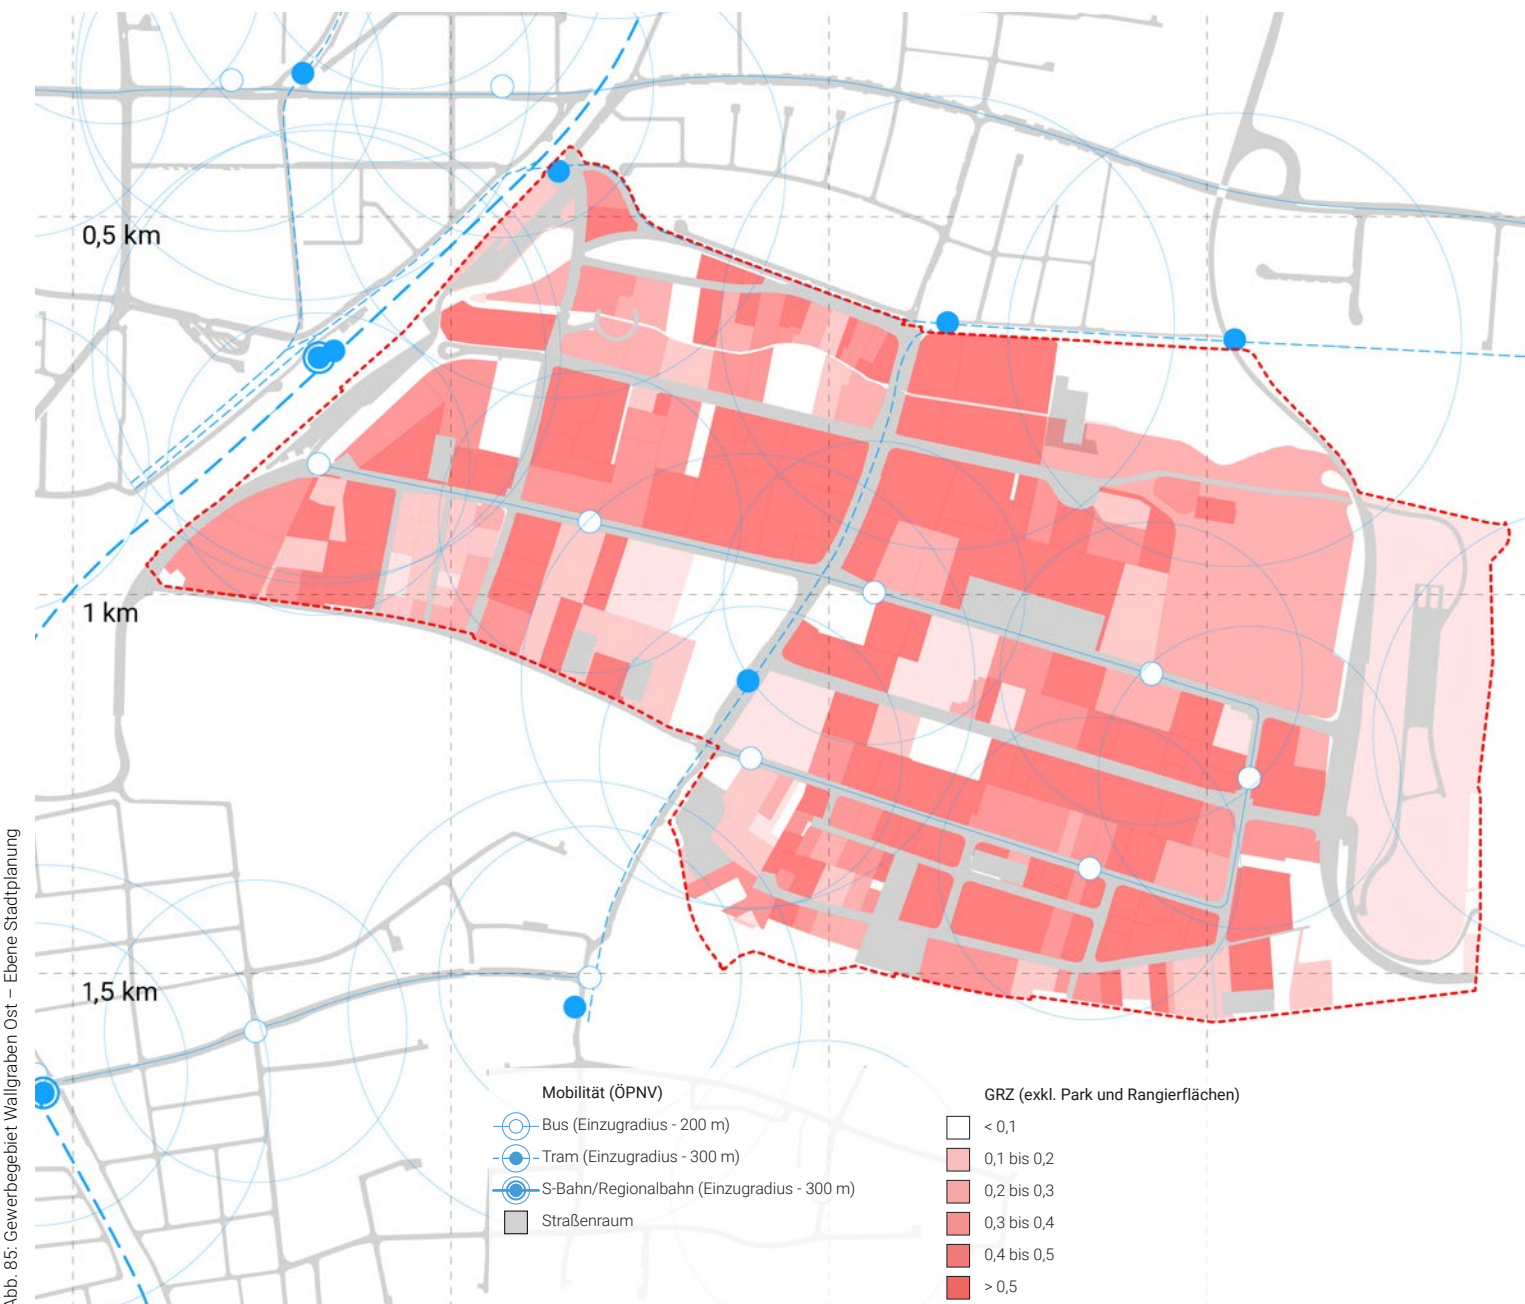 0,5 km
1 km
1,5 km
Abb. 85: Gewerbegebiet Wallgraben Ost – Ebene Stadtplanung
Mobilität (ÖPNV)
Bus (Einzugradius - 200 m)
Tram (Einzugradius - 300 m)
S-Bahn/Regionalbahn (Einzugradius - 300 m)
Straßenraum
GRZ (exkl. Park und Rangierflächen)
< 0,1
0,1 bis 0,2
0,2 bis 0,3
0,3 bis 0,4
0,4 bis 0,5
> 0,5